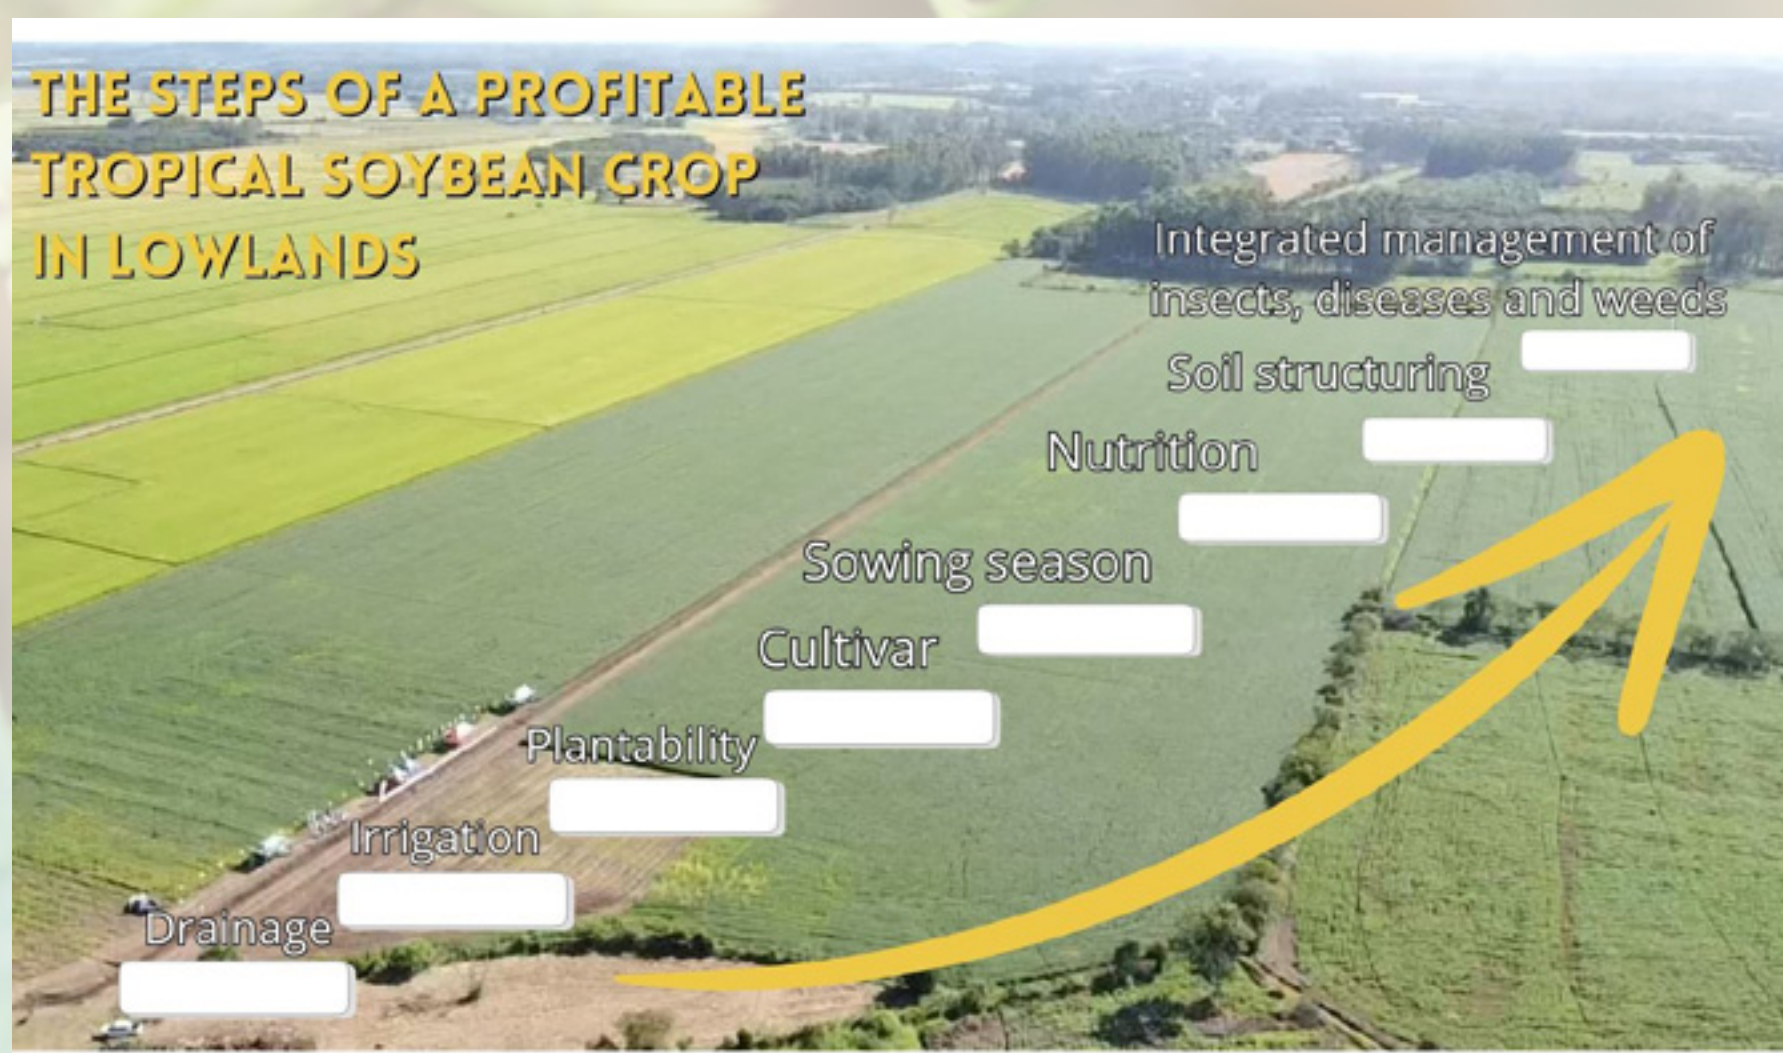 THE STEPS OF A PROFITABLE
TROPICAL SOYBEAN CROP
IN LOWLANDS
Integrated management of
insects, diseases and weeds
Soil structuring
Nutrition
Sowing season
Cultivar
Plantability
Irrigation
Drainage